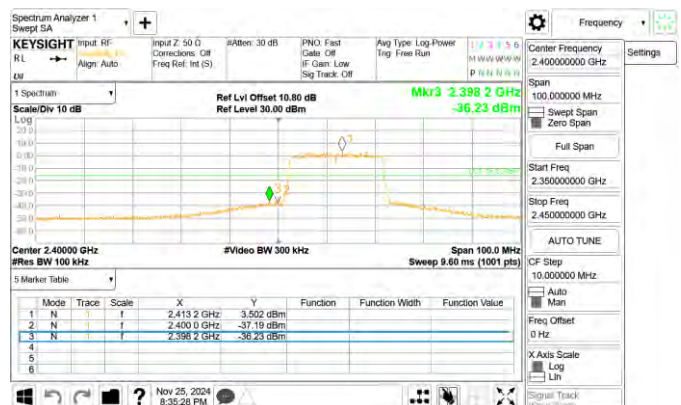 Spectrum Analyzer 1
Swept SA
+
Frequency
KEYSIGHT
Input: RF
Input Z: 50 Ω
#Atten: 30 dB
PNO: Fast
Avg Type: Log-Power
1 2 3 4 5 6
RL
Align: Auto
Corrections: Off
Freq Ref: Int (S)
Gate: Off
IF Gain: Low
Sig Track: Off
Trig: Free Run
M W W W W W
P N N N N N
1 Spectrum
Scale/Div 10 dB
Ref Lvl Offset 10.80 dB
Ref Level 30.00 dBm
Mkr3 2.398 2 GHz
-36.23 dBm
Log
Center 2.40000 GHz
#Res BW 100 kHz
#Video BW 300 kHz
Span 100.0 MHz
Sweep 9.60 ms (1001 pts)
5 Marker Table
Mode Trace Scale X Y Function Function Width Function Value
1 N 1 f 2.413 2 GHz 3.502 dBm
2 N 1 f 2.400 0 GHz -37.19 dBm
3 N 1 f 2.398 2 GHz -36.23 dBm
4
5
6
Nov 25, 2024
8:35:28 PM
Center Frequency
2.400000000 GHz
Settings
Span
100.000000 MHz
Swept Span
Zero Span
Full Span
Start Freq
2.350000000 GHz
Stop Freq
2.450000000 GHz
AUTO TUNE
CF Step
10.000000 MHz
Auto
Man
Freq Offset
0 Hz
X Axis Scale
Log
Lin
Signal Track